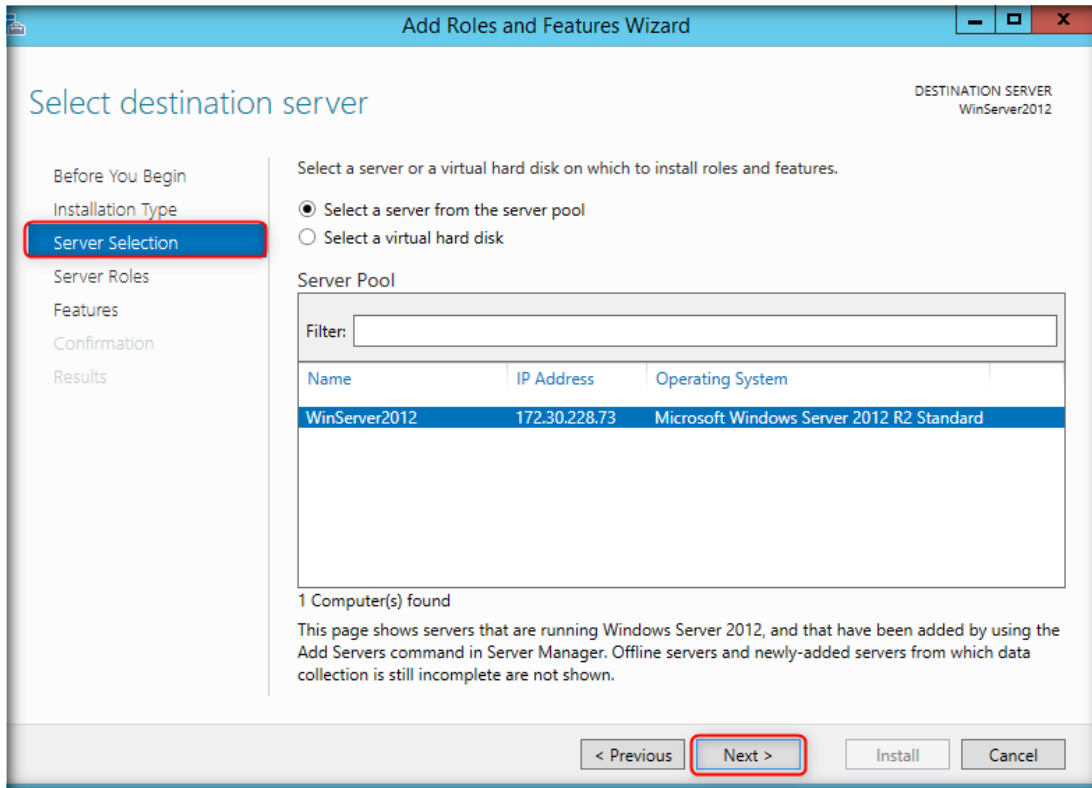 Add Roles and Features Wizard
Select destination server
DESTINATION SERVER
WinServer2012
Before You Begin
Installation Type
Server Selection
Server Roles
Features
Confirmation
Results
Select a server or a virtual hard disk on which to install roles and features.
Select a server from the server pool
Select a virtual hard disk
Server Pool
Filter:
Name IP Address Operating System
WinServer2012 172.30.228.73 Microsoft Windows Server 2012 R2 Standard
1 Computer(s) found
This page shows servers that are running Windows Server 2012, and that have been added by using the
Add Servers command in Server Manager. Offline servers and newly-added servers from which data
collection is still incomplete are not shown.
< Previous Next > Install Cancel